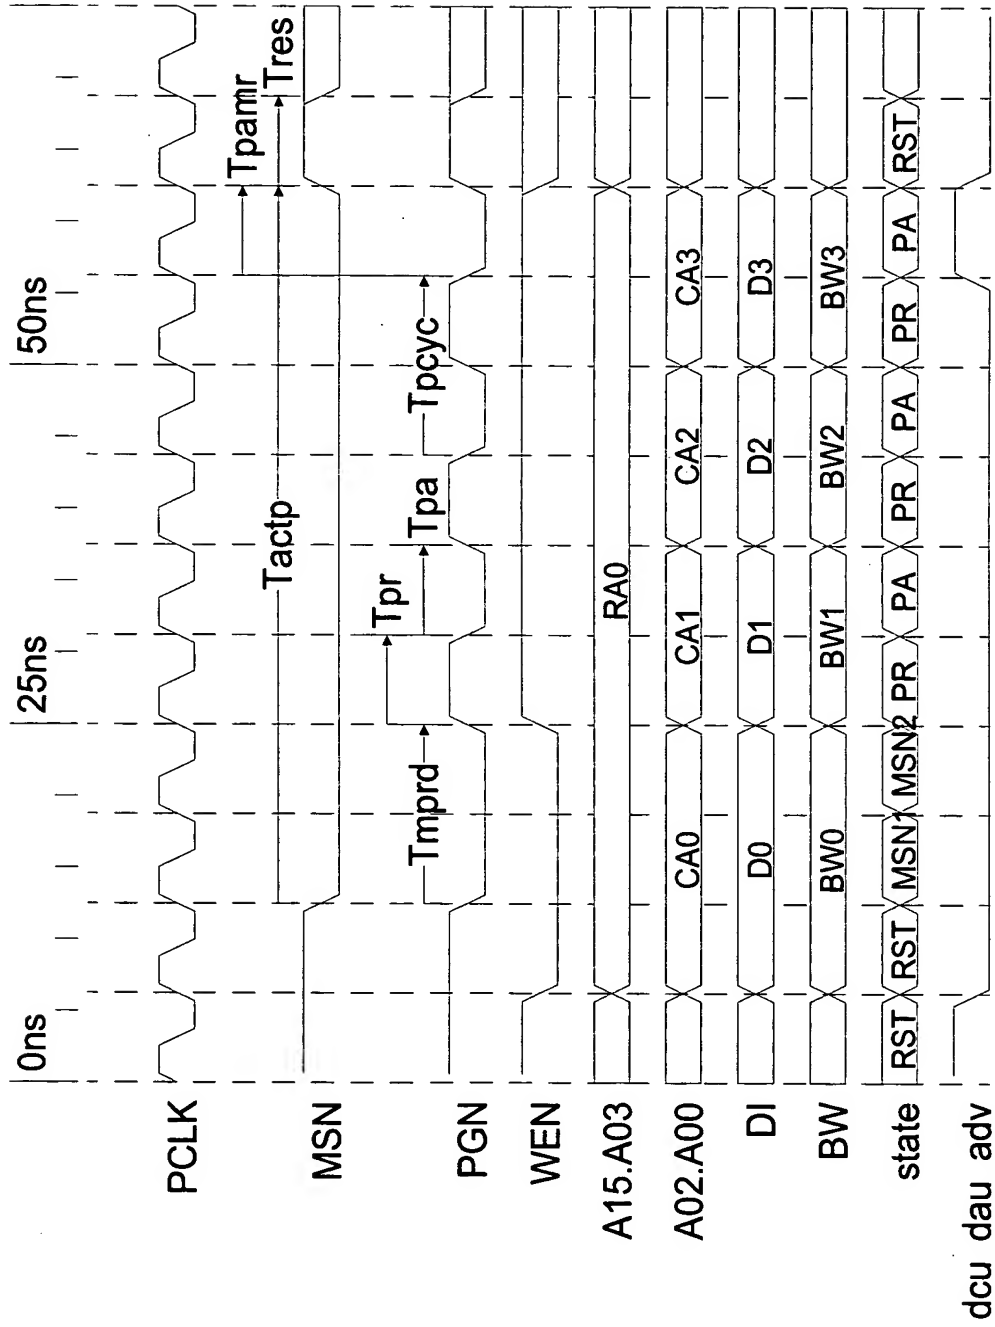 0ns 25ns 50ns
PCLK
Tpamr
MSN Tactp Tres
Tpr
PGN Tmprd Tpa Tpcyc
WEN
A15.A03 RA0
A02.A00 CA0 CA1 CA2 CA3
DI D0 D1 D2 D3
BW BW0 BW1 BW2 BW3
state RST RST MSN1 MSN2 PR PA PR PA PR PA RST
dcu dau adv